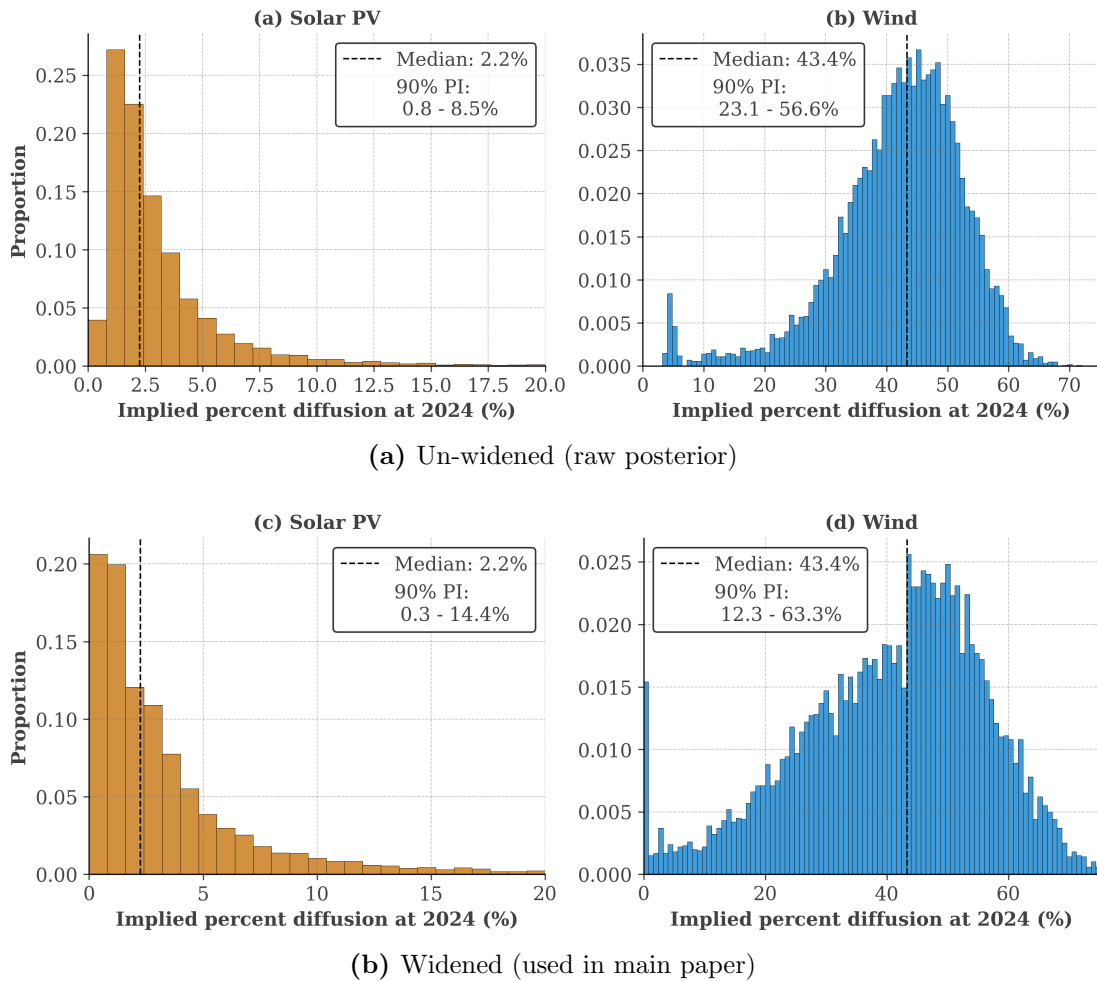 (a) Solar PV
Median: 2.2%
90% PI:
0.8 - 8.5%
0.25
0.20
0.15
0.10
0.05
0.00
Proportion
0.0 2.5 5.0 7.5 10.0 12.5 15.0 17.5 20.0
Implied percent diffusion at 2024 (%)
(b) Wind
Median: 43.4%
90% PI:
23.1 - 56.6%
0.035
0.030
0.025
0.020
0.015
0.010
0.005
0.000
0 10 20 30 40 50 60 70
Implied percent diffusion at 2024 (%)
(a) Un-widened (raw posterior)
(c) Solar PV
Median: 2.2%
90% PI:
0.3 - 14.4%
0.20
0.15
0.10
0.05
0.00
Proportion
0 5 10 15 20
Implied percent diffusion at 2024 (%)
(d) Wind
Median: 43.4%
90% PI:
12.3 - 63.3%
0.025
0.020
0.015
0.010
0.005
0.000
0 20 40 60
Implied percent diffusion at 2024 (%)
(b) Widened (used in main paper)